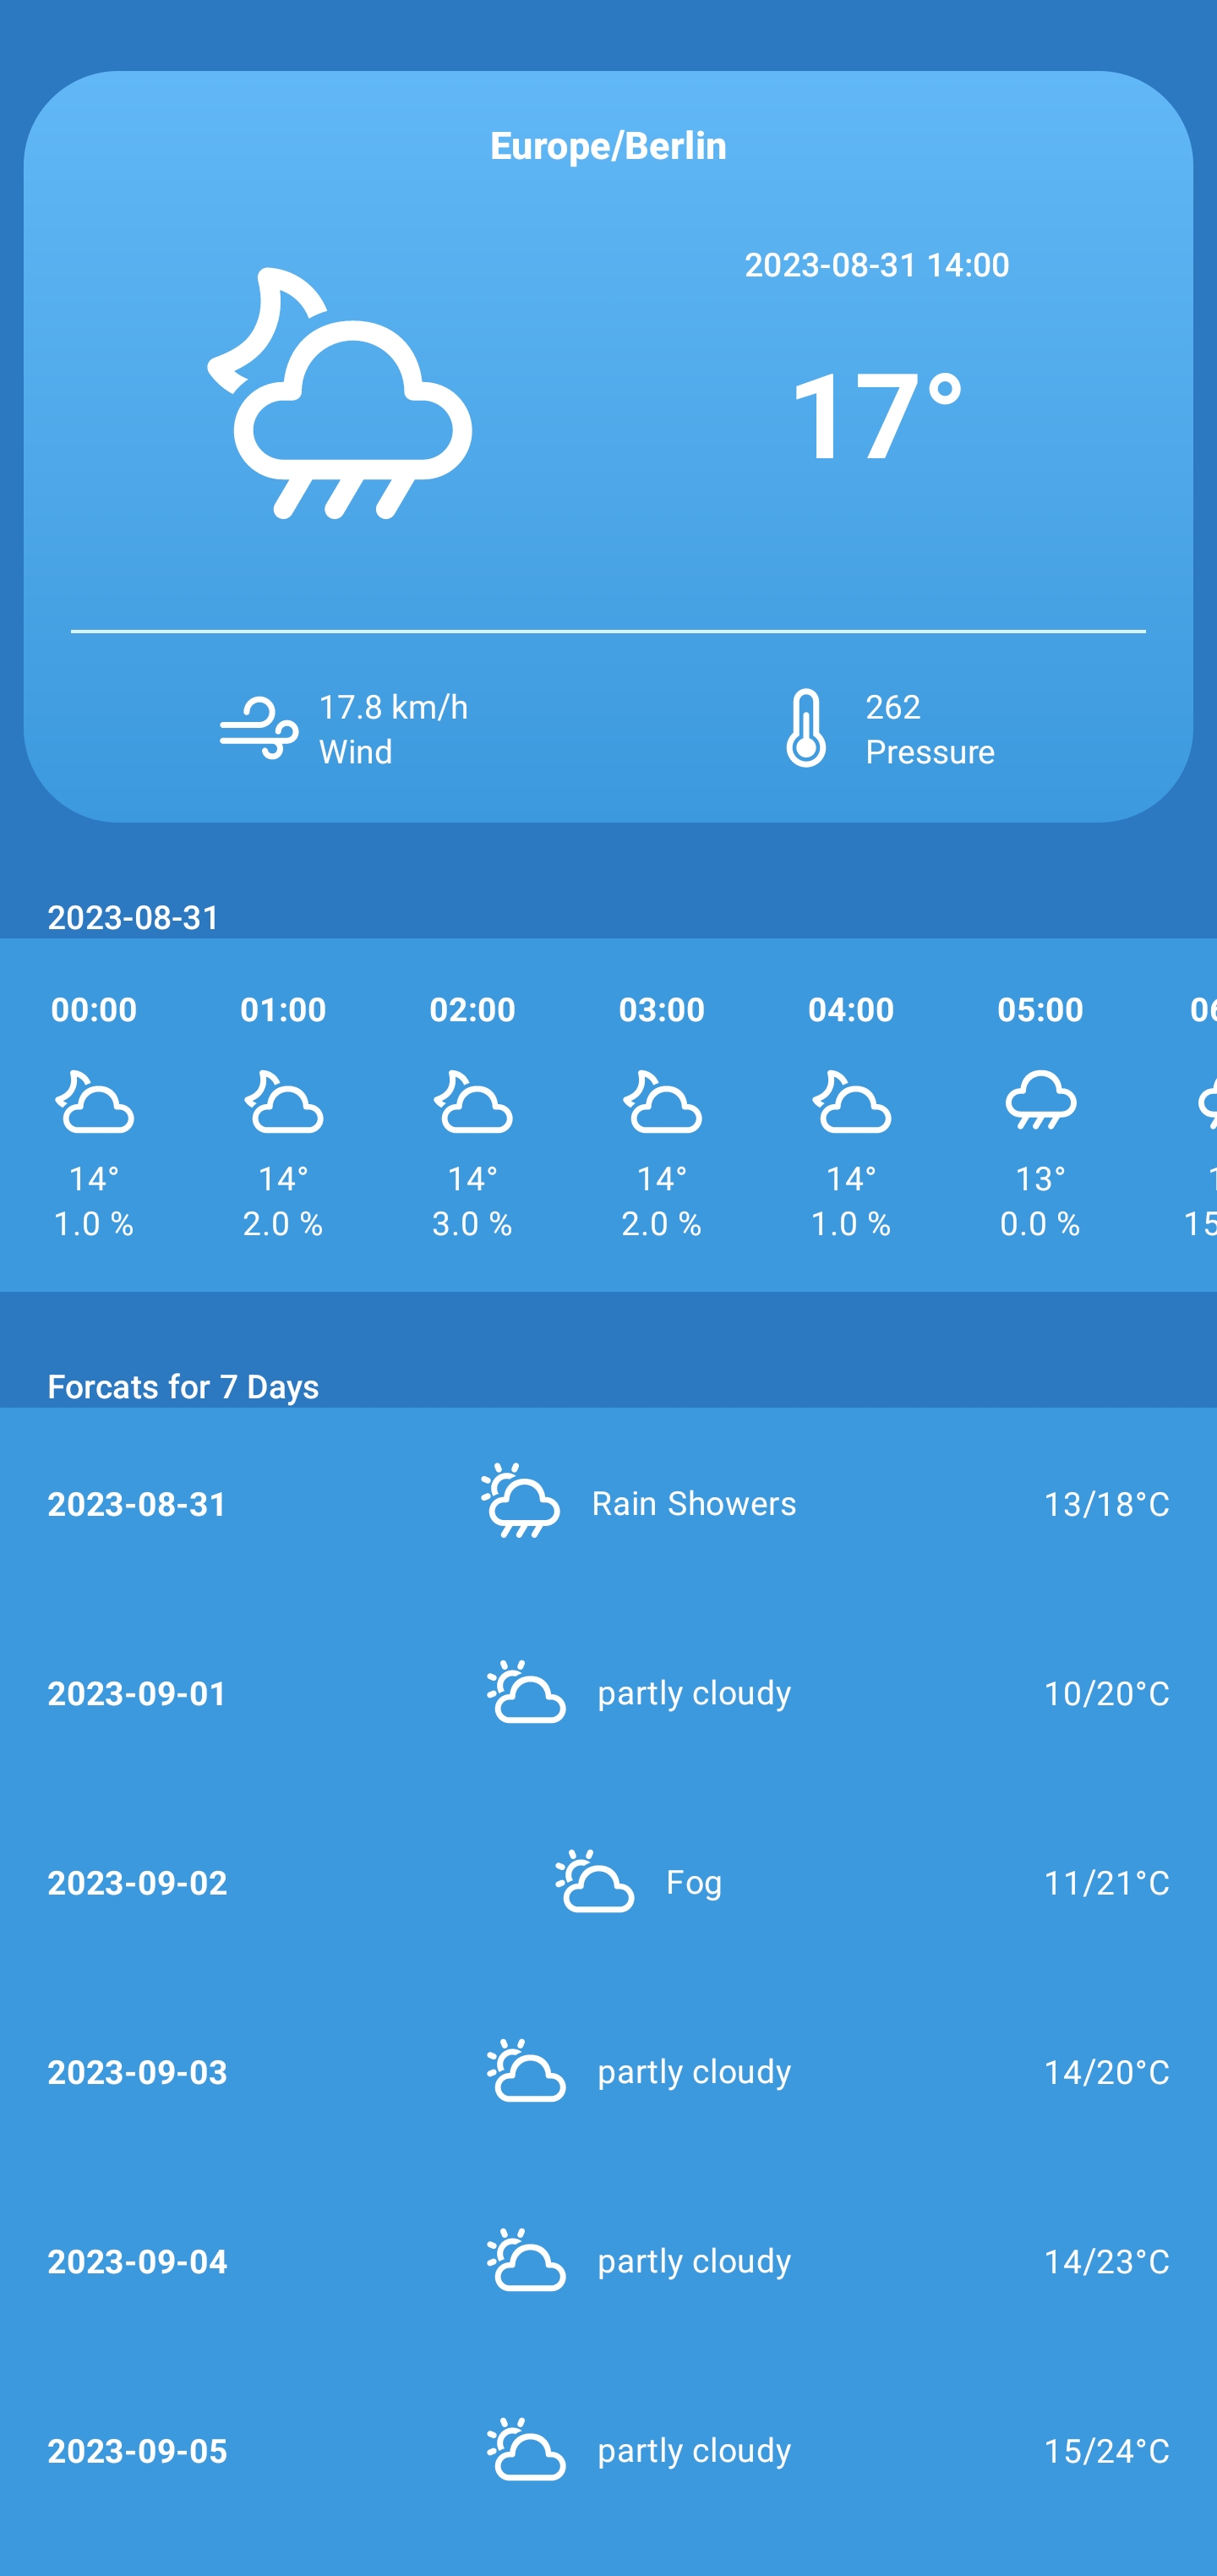 Europe/Berlin
2023-08-31 14:00
17°
17.8 km/h
Wind
262
Pressure
2023-08-31
00:00 01:00 02:00 03:00 04:00 05:00
14° 14° 14° 14° 14° 13°
1.0 % 2.0 % 3.0 % 2.0 % 1.0 % 0.0 %
Forcats for 7 Days
2023-08-31 Rain Showers 13/18°C
2023-09-01 partly cloudy 10/20°C
2023-09-02 Fog 11/21°C
2023-09-03 partly cloudy 14/20°C
2023-09-04 partly cloudy 14/23°C
2023-09-05 partly cloudy 15/24°C